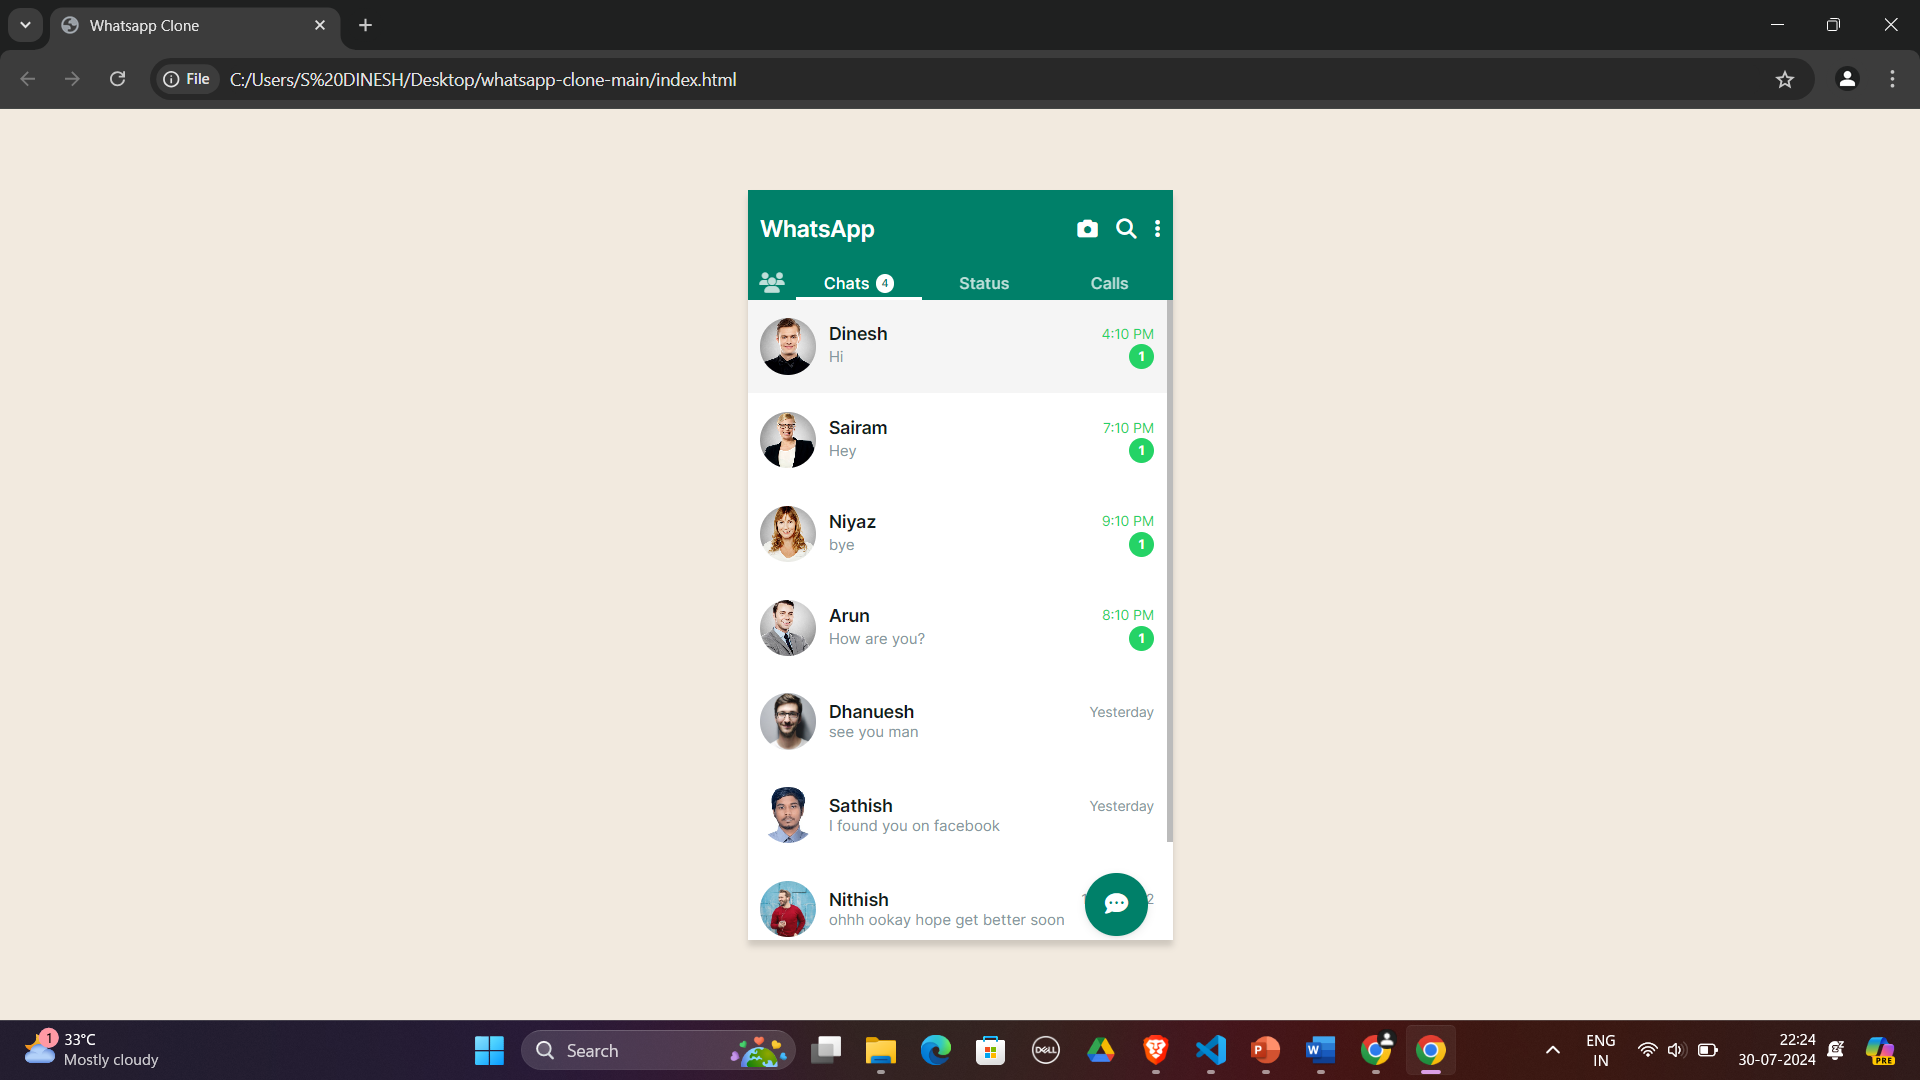 Whatsapp Clone
File C:/Users/S%20DINESH/Desktop/whatsapp-clone-main/index.html
WhatsApp
Chats 4 Status Calls
Dinesh 4:10 PM
Hi 1
Sairam 7:10 PM
Hey 1
Niyaz 9:10 PM
bye 1
Arun 8:10 PM
How are you? 1
Dhanuesh Yesterday
see you man
Sathish Yesterday
I found you on facebook
Nithish
ohhh ookay hope get better soon
1 33°C
Mostly cloudy
Search
DELL
P
W
PRE
ENG
IN
22:24
30-07-2024